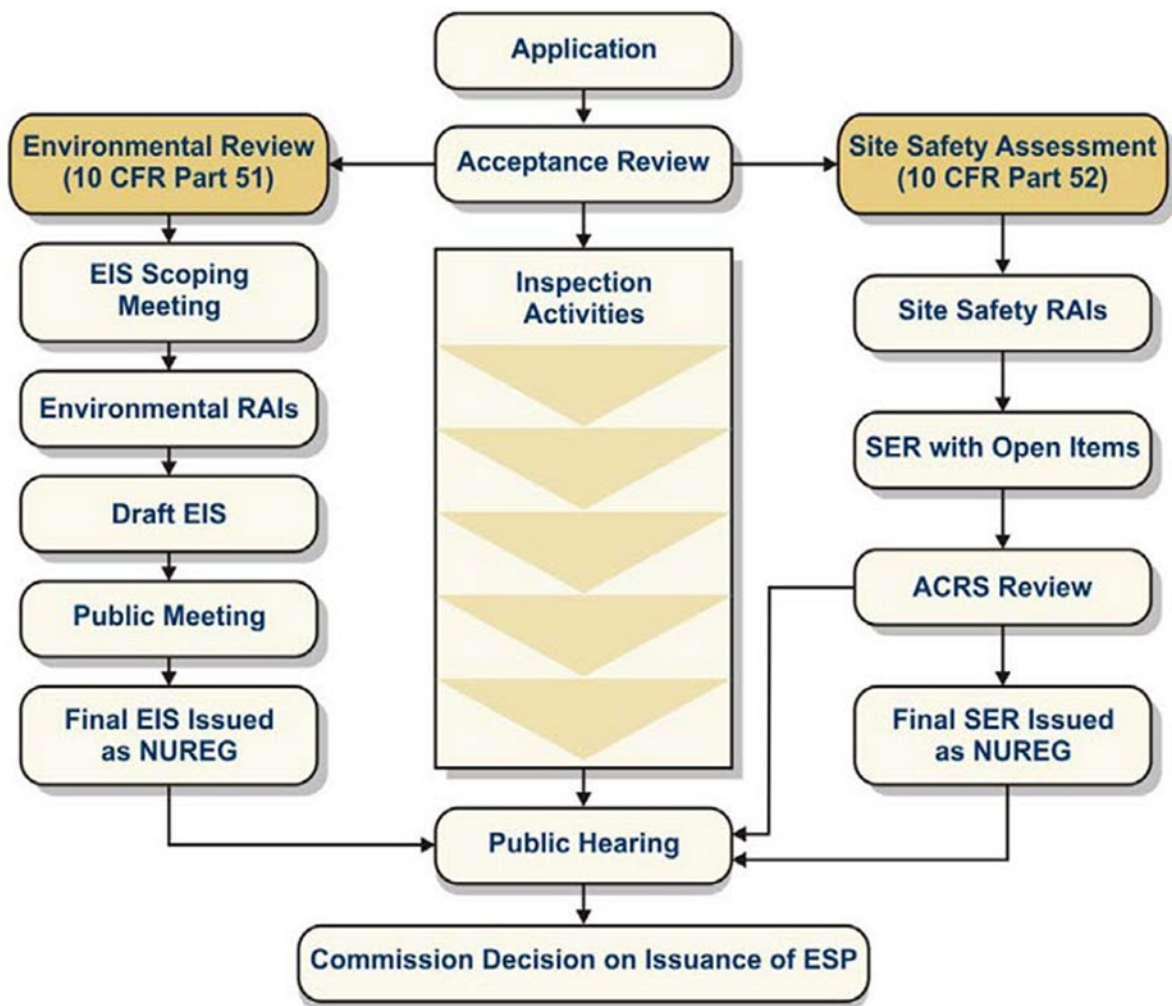 Application
Acceptance Review
Environmental Review
(10 CFR Part 51)
EIS Scoping
Meeting
Environmental RAIs
Draft EIS
Public Meeting
Final EIS Issued
as NUREG
Inspection
Activities
Site Safety Assessment
(10 CFR Part 52)
Site Safety RAIs
SER with Open Items
ACRS Review
Final SER Issued
as NUREG
Public Hearing
Commission Decision on Issuance of ESP